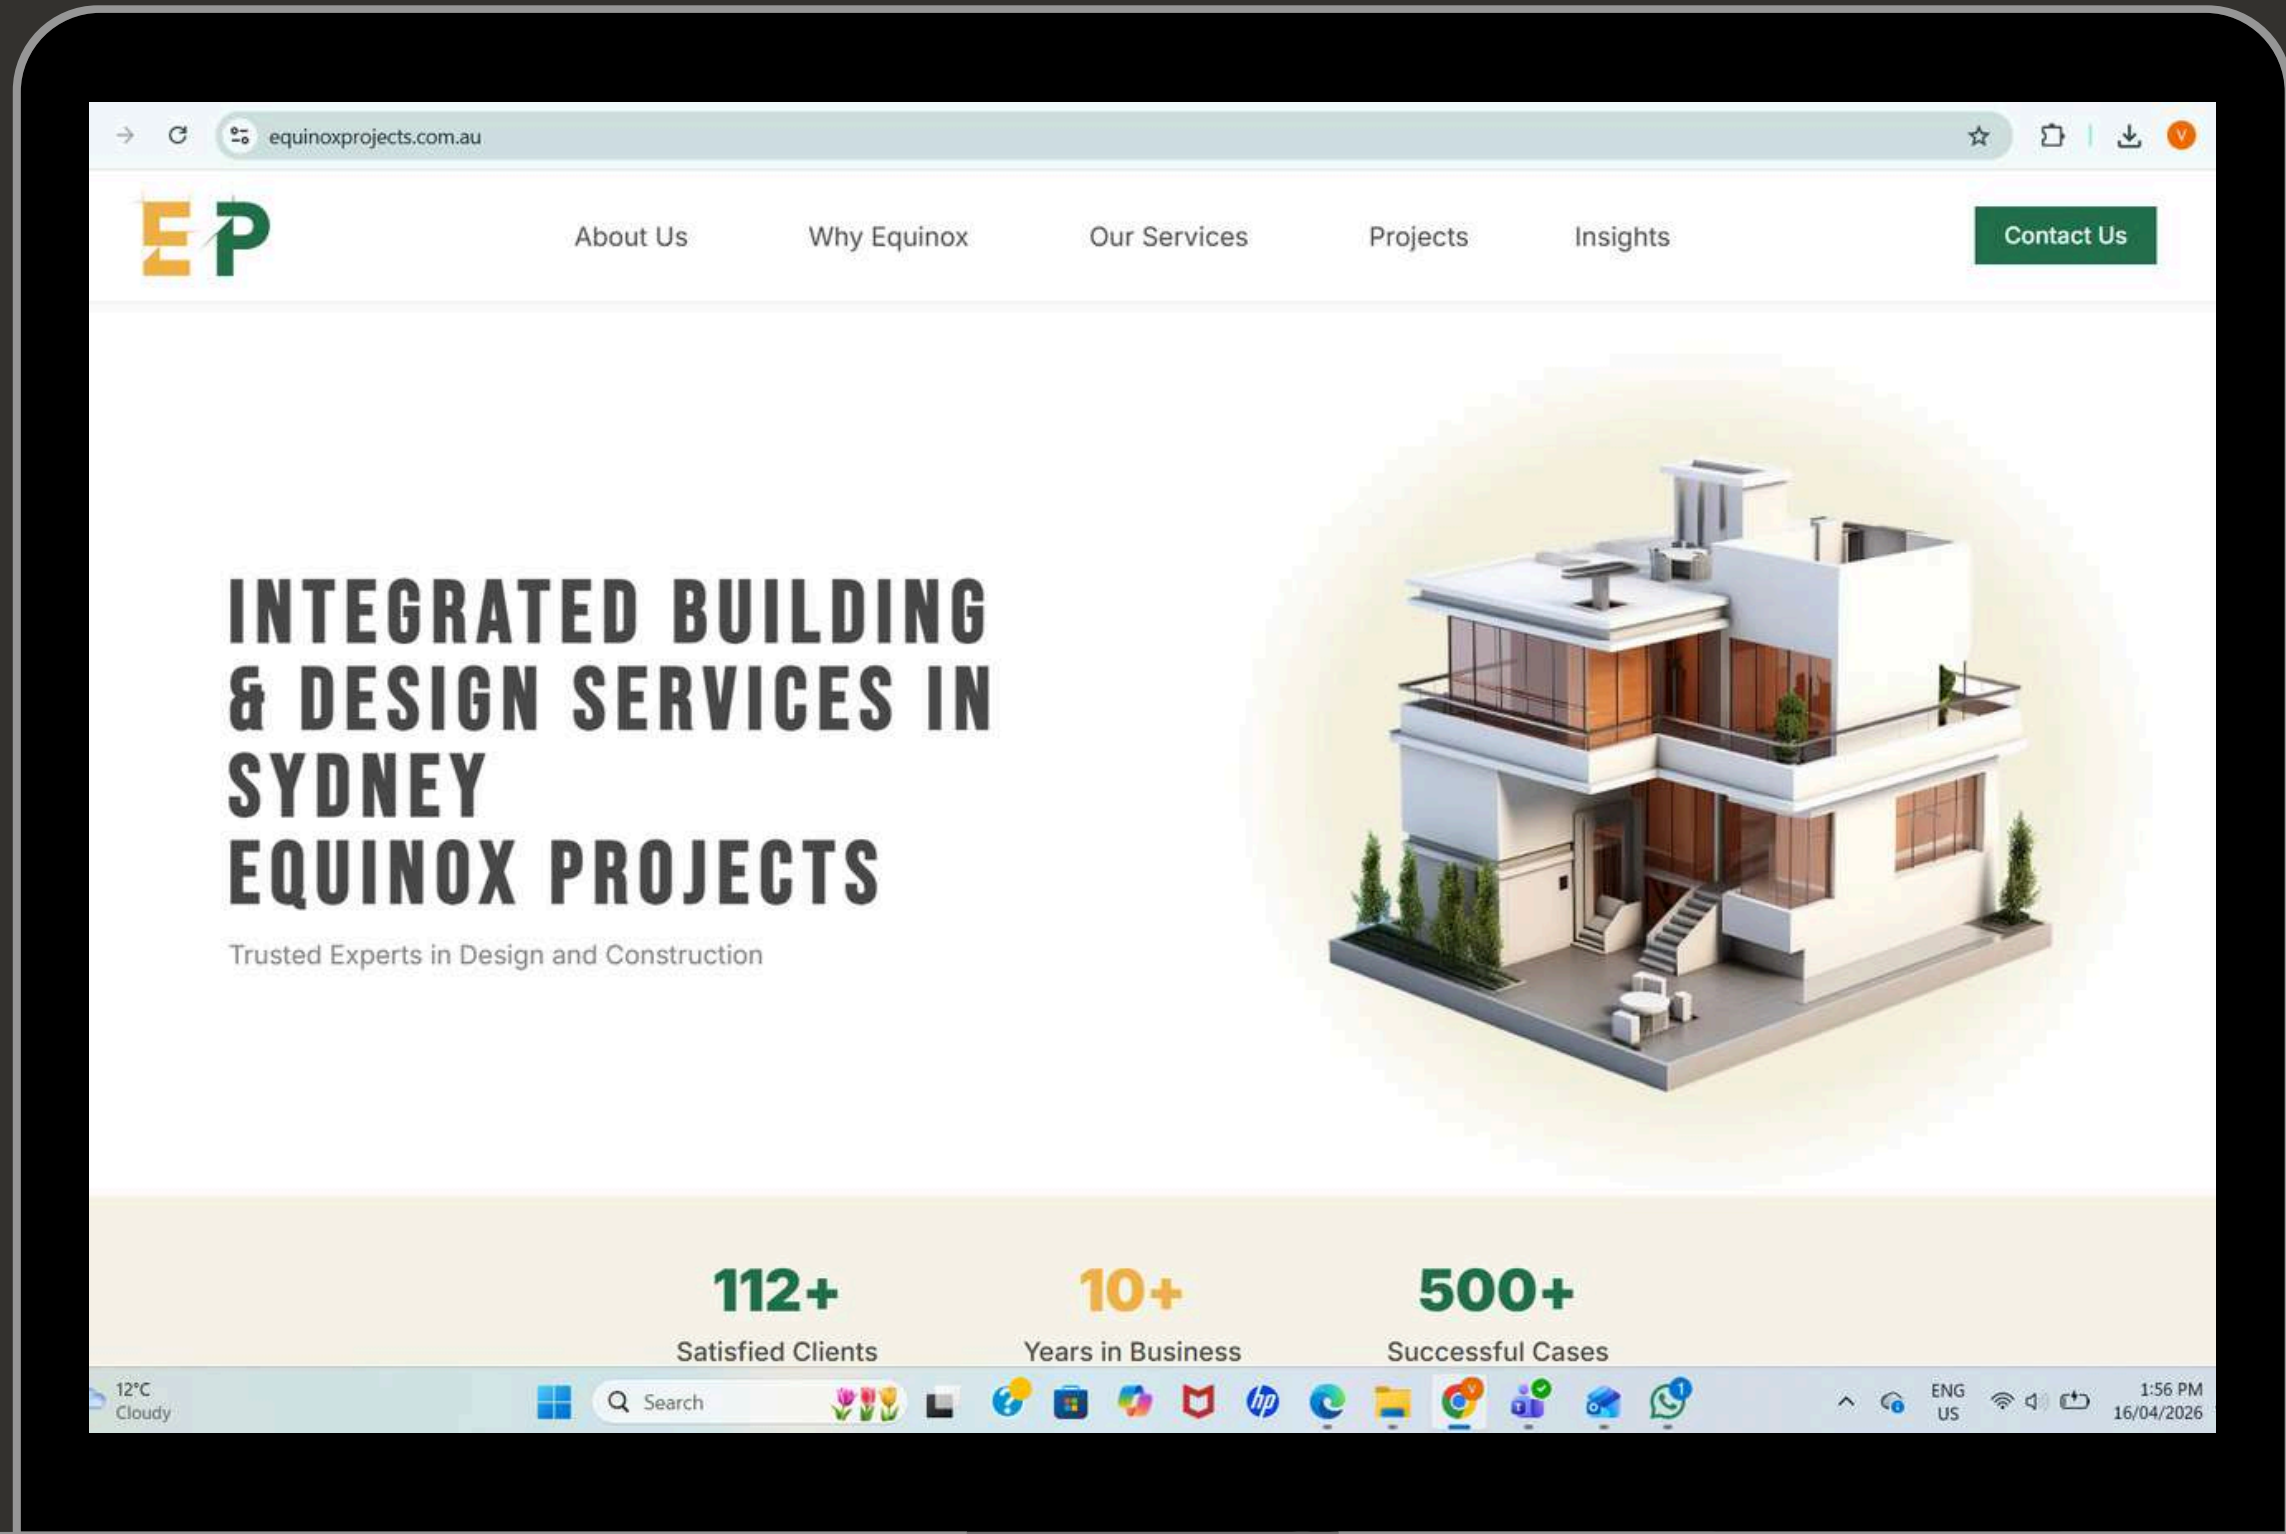 equinoxprojects.com.au
V
EP
About Us
Why Equinox
Our Services
Projects
Insights
Contact Us
INTEGRATED BUILDING
& DESIGN SERVICES IN
SYDNEY
EQUINOX PROJECTS
Trusted Experts in Design and Construction
112+
Satisfied Clients
10+
Years in Business
500+
Successful Cases
12°C
Cloudy
Search
hp
V
1
ENG
US
1:56 PM
16/04/2026